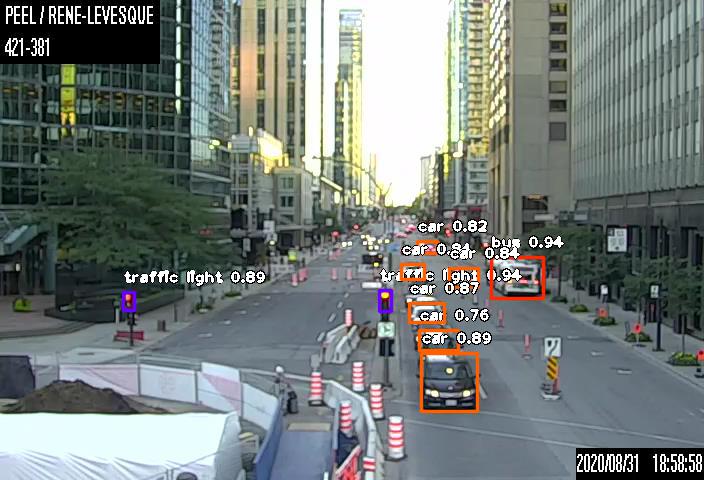 PEEL / RENE-LEVESQUE
421-381
car 0.82
bus 0.94
car 0.84
car 0.84
traffic light 0.89
traffic light 0.94
car 0.87
car 0.76
car 0.89
2020/08/31 18:58:58